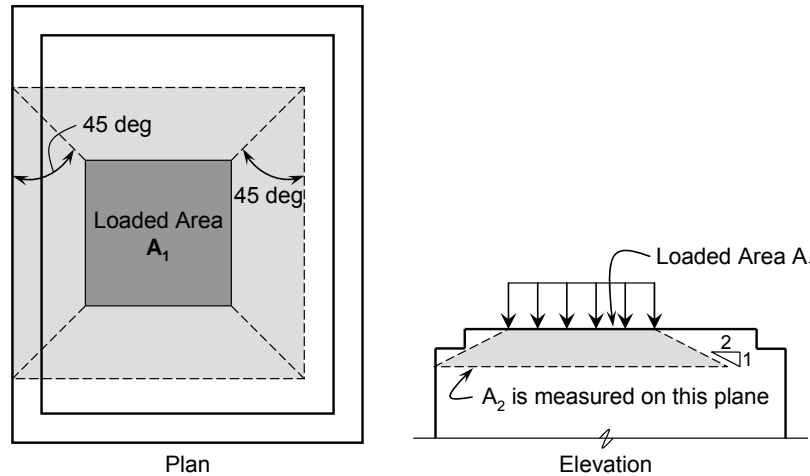 45 deg
45 deg
Loaded Area
A₁
Plan
Loaded Area A.
2
1
A₂ is measured on this plane
Elevation